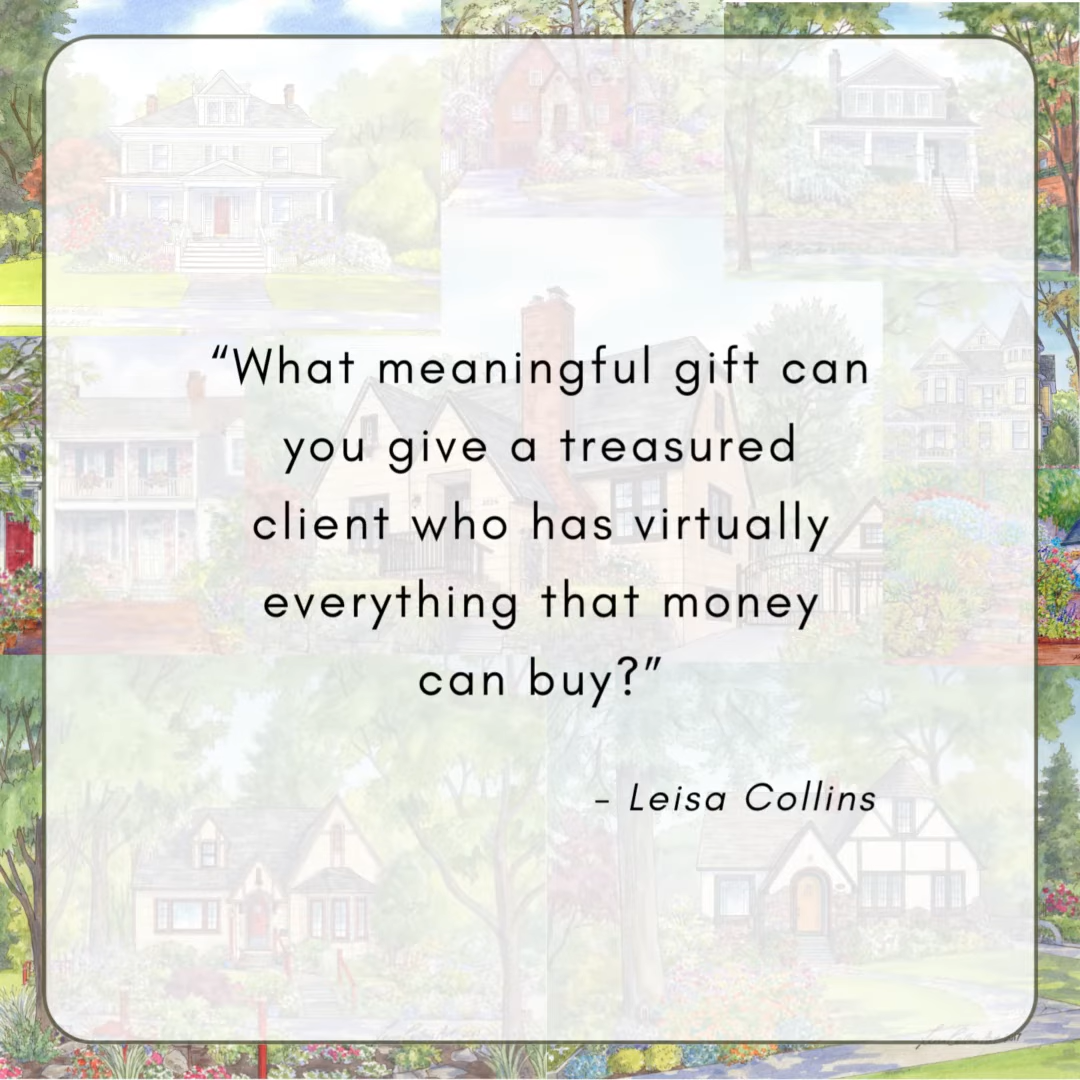 “What meaningful gift can
you give a treasured
client who has virtually
everything that money
can buy?”
– Leisa Collins